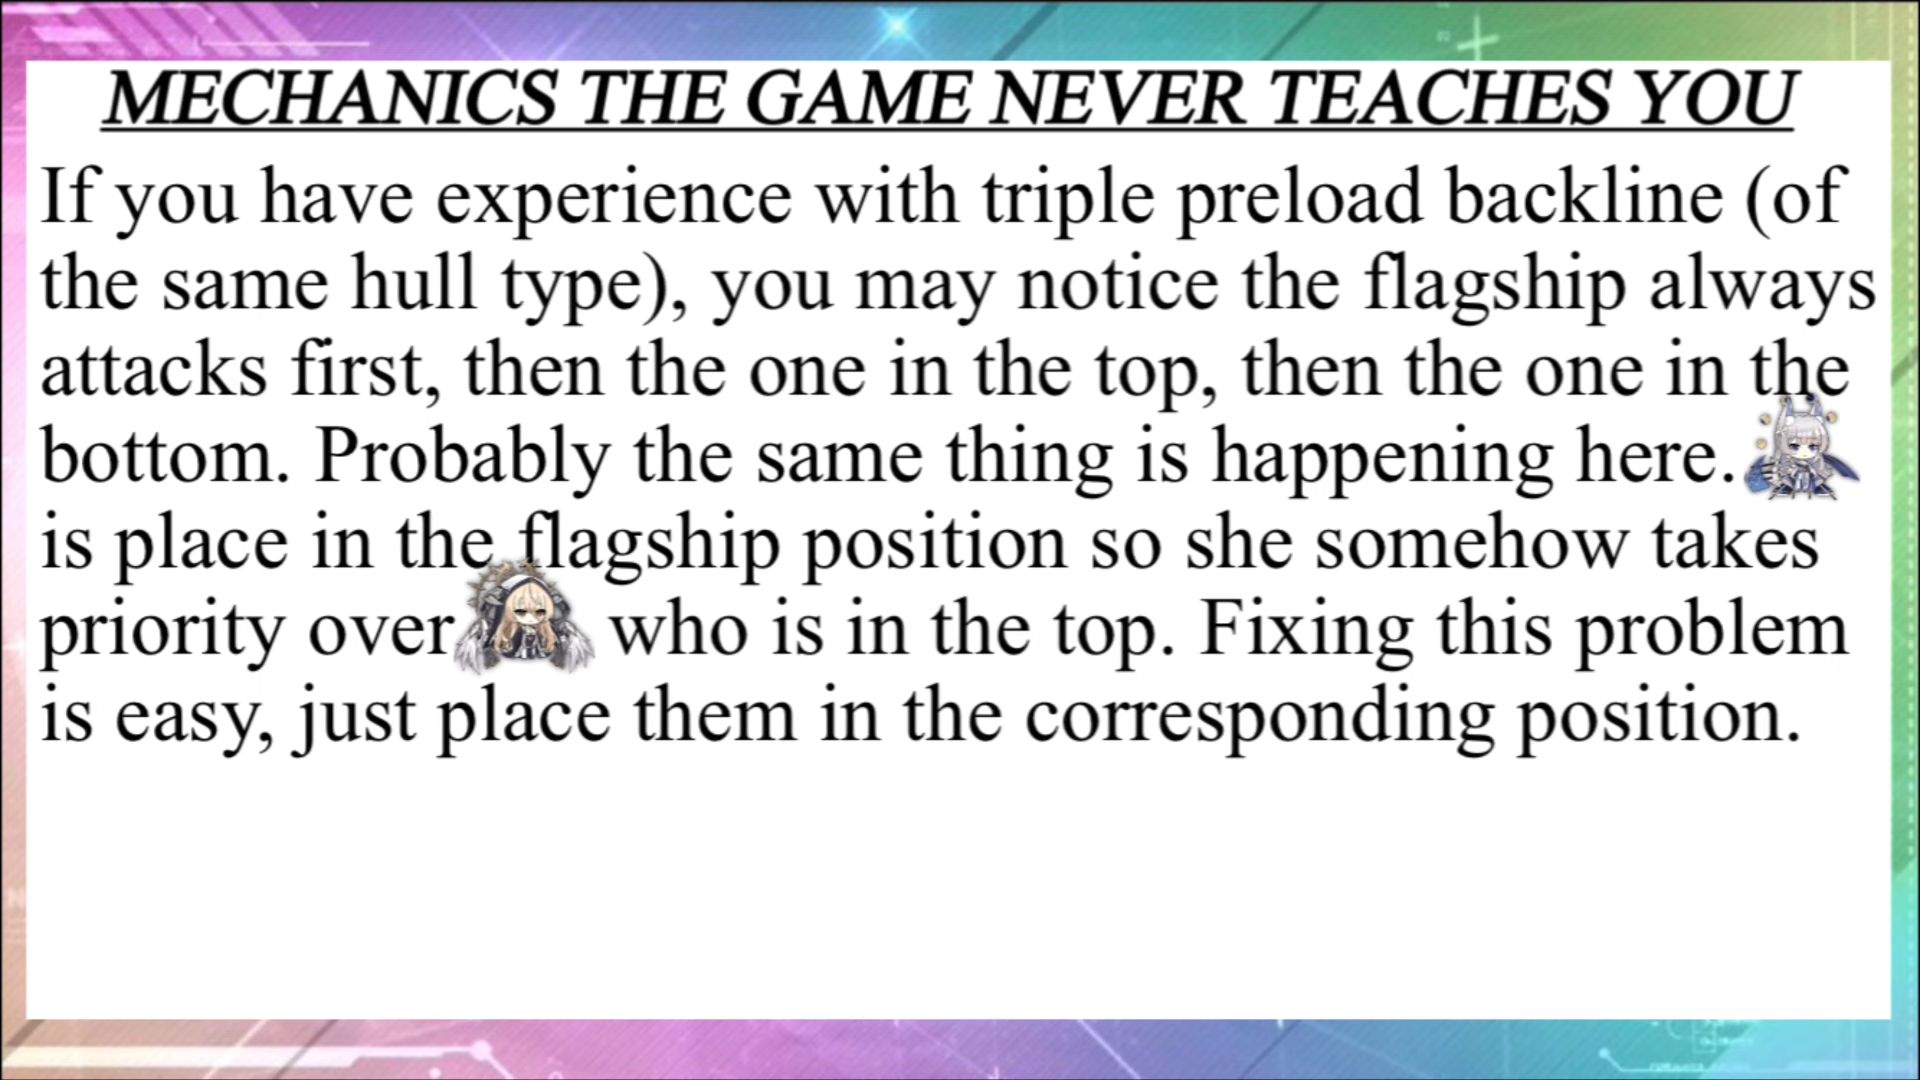 MECHANICS THE GAME NEVER TEACHES YOU
If you have experience with triple preload backline (of
the same hull type), you may notice the flagship always
attacks first, then the one in the top, then the one in the
bottom. Probably the same thing is happening here.
is place in the flagship position so she somehow takes
priority over who is in the top. Fixing this problem
is easy, just place them in the corresponding position.